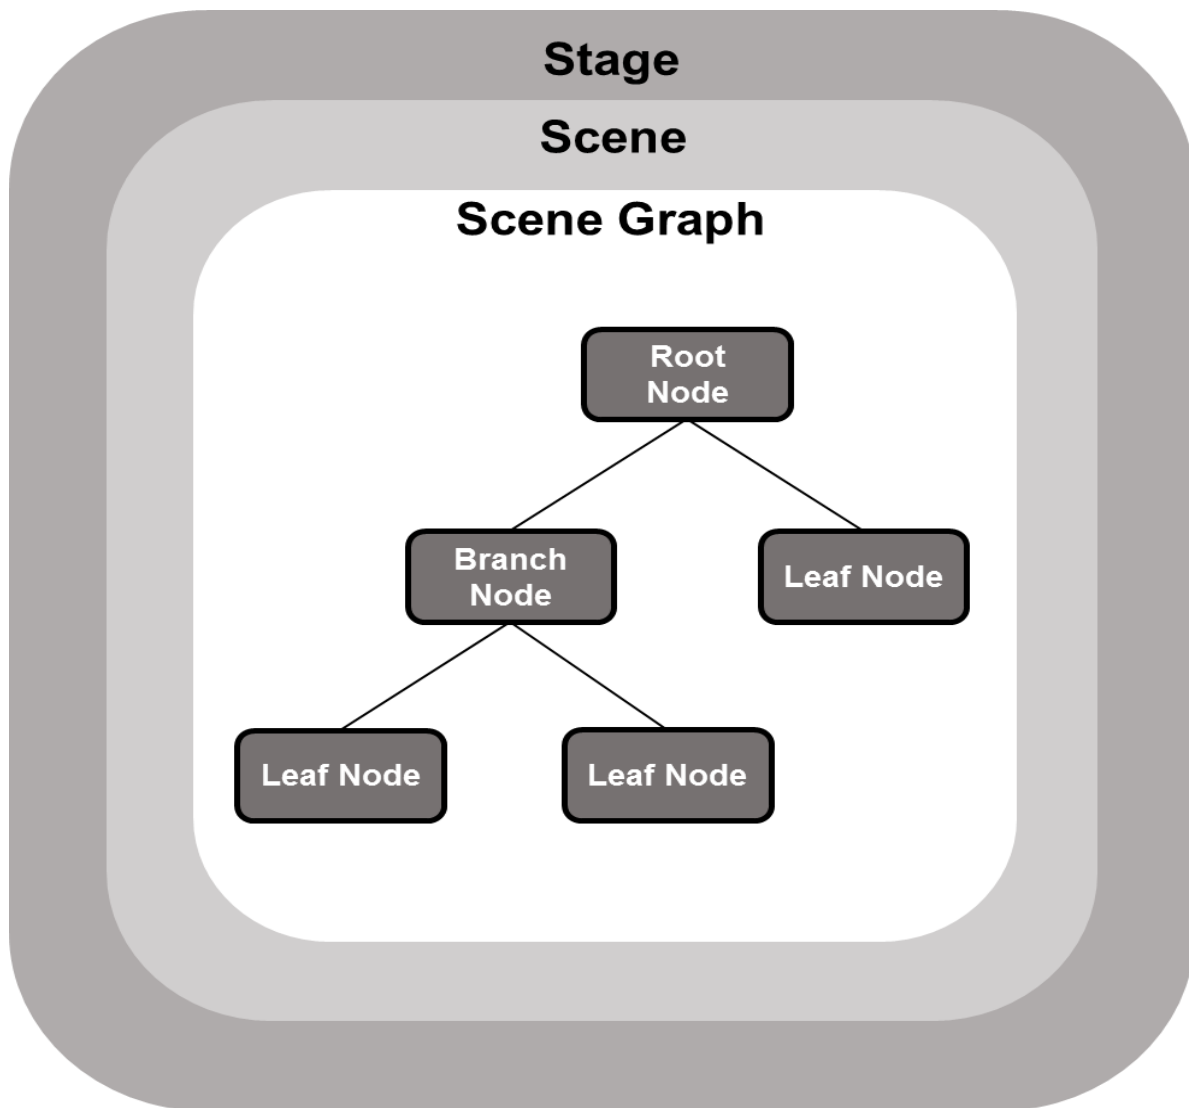 Stage
Scene
Scene Graph
Root
Node
Branch
Node
Leaf Node
Leaf Node
Leaf Node